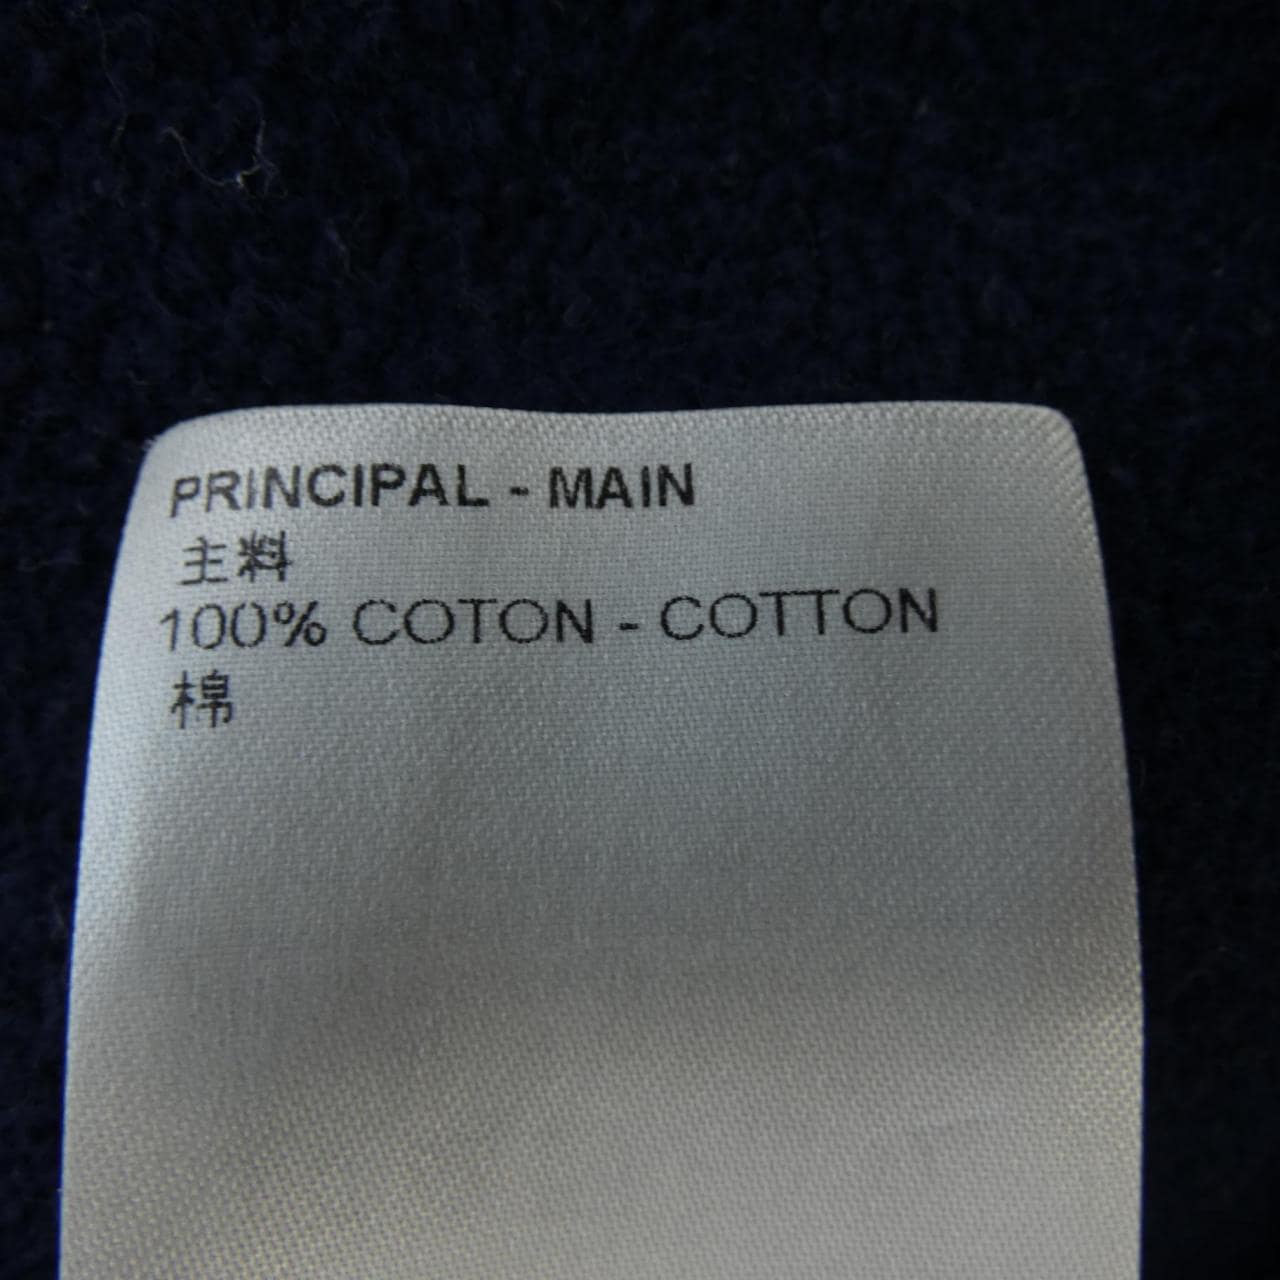 PRINCIPAL - MAIN
主料
100% COTON - COTTON
棉